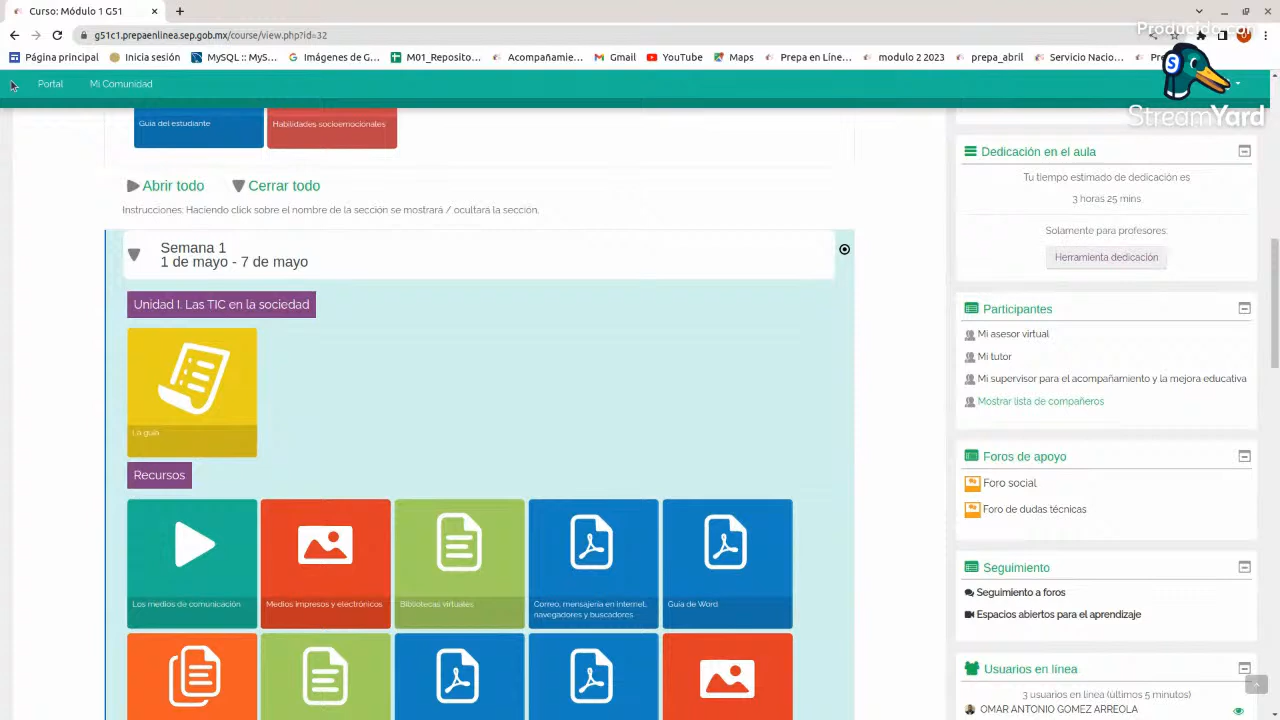 Curso: Módulo 1 G51
g51c1.prepaenlinea.sep.gob.mx/course/view.php?id=32
Producido con
Página principal
Inicia sesión
MySQL :: MyS...
Imágenes de G...
M01_Reposito...
Acompañamie...
Gmail
YouTube
Maps
Prepa en Líne...
modulo 2 2023
prepa_abril
Servicio Nacio...
Portal
Mi Comunidad
StreamYard
Guía del estudiante
Habilidades socioemocionales
Abrir todo
Cerrar todo
Instrucciones: Haciendo click sobre el nombre de la sección se mostrará / ocultará la sección.
Semana 1
1 de mayo - 7 de mayo
Unidad I. Las TIC en la sociedad
La guía
Recursos
Los medios de comunicación
Medios impresos y electrónicos
Bibliotecas virtuales
Correo, mensajería en internet,
navegadores y buscadores
Guía de Word
Dedicación en el aula
Tu tiempo estimado de dedicación es
3 horas 25 mins
Solamente para profesores:
Herramienta dedicación
Participantes
Mi asesor virtual
Mi tutor
Mi supervisor para el acompañamiento y la mejora educativa
Mostrar lista de compañeros
Foros de apoyo
Foro social
Foro de dudas técnicas
Seguimiento
Seguimiento a foros
Espacios abiertos para el aprendizaje
Usuarios en línea
3 usuarios en línea (últimos 5 minutos)
OMAR ANTONIO GOMEZ ARREOLA